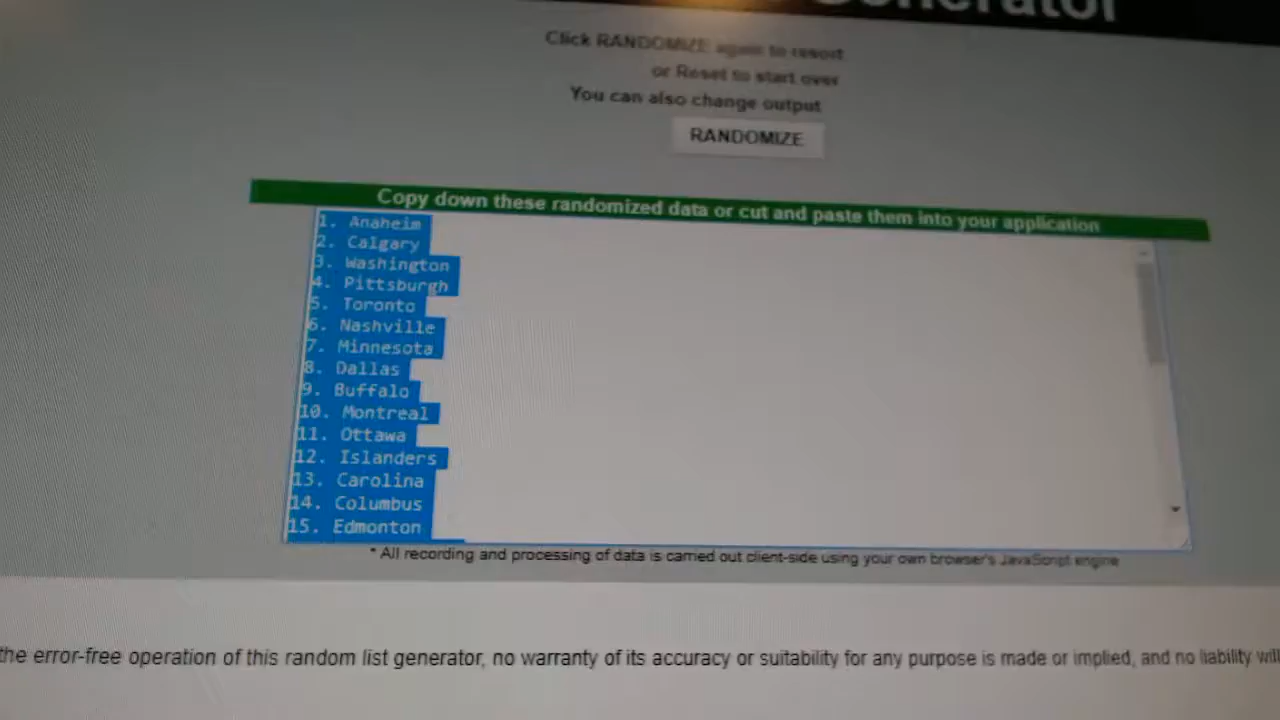 Generator
Click RANDOMIZE again to resort
or Reset to start over
You can also change output
RANDOMIZE
Copy down these randomized data or cut and paste them into your application
1. Anaheim
2. Calgary
3. Washington
4. Pittsburgh
5. Toronto
6. Nashville
7. Minnesota
8. Dallas
9. Buffalo
10. Montreal
11. Ottawa
12. Islanders
13. Carolina
14. Columbus
15. Edmonton
* All recording and processing of data is carried out client-side using your own browser's JavaScript engine
the error-free operation of this random list generator, no warranty of its accuracy or suitability for any purpose is made or implied, and no liability will